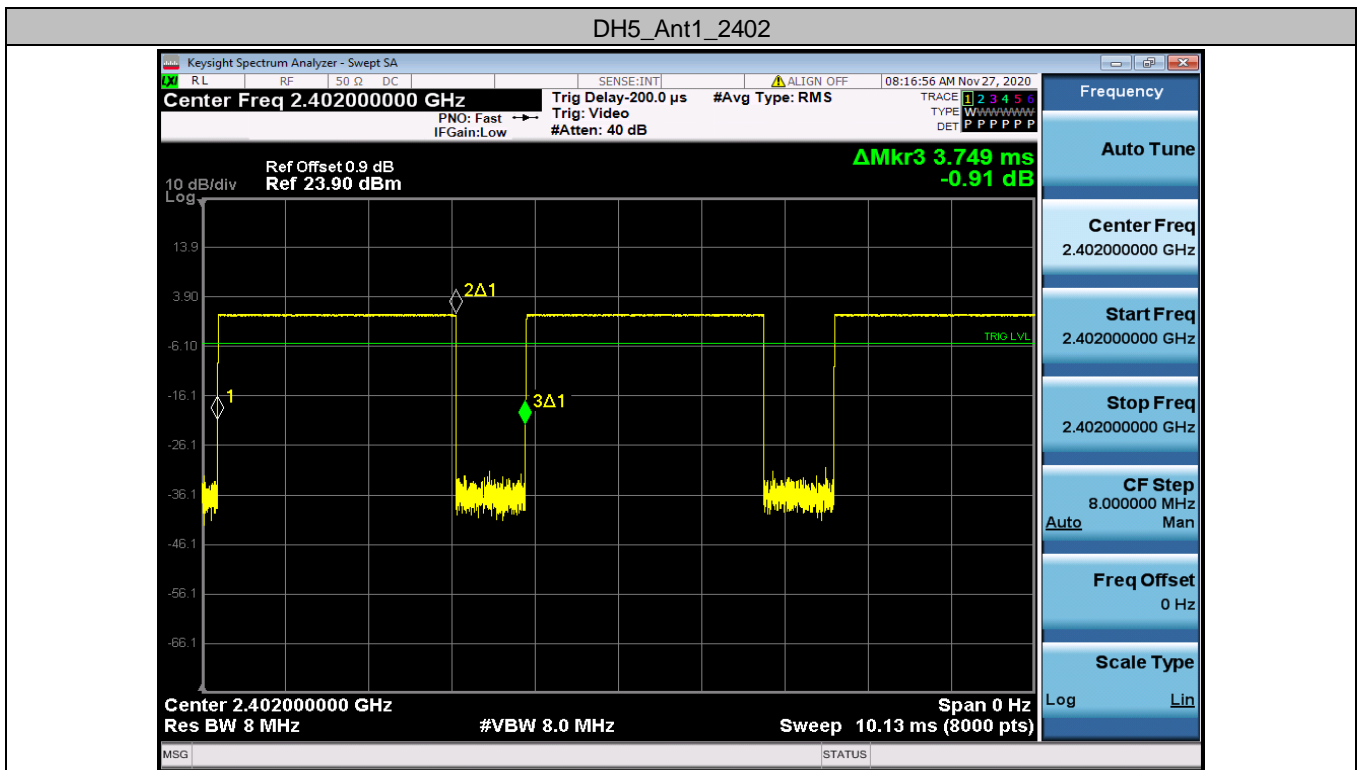 DH5_Ant1_2402
Keysight Spectrum Analyzer - Swept SA
LXI RL RF 50 Ω DC SENSE:INT ALIGN OFF 08:16:56 AM Nov 27, 2020
Center Freq 2.402000000 GHz
PNO: Fast
IFGain:Low
Trig Delay-200.0 µs
Trig: Video
#Atten: 40 dB
#Avg Type: RMS
TRACE 1 2 3 4 5 6
TYPE WWWWWW
DET P P P P P P
ΔMkr3 3.749 ms
-0.91 dB
Ref Offset 0.9 dB
10 dB/div Ref 23.90 dBm
Log
13.9
3.90
-6.10
-16.1
-26.1
-36.1
-46.1
-56.1
-66.1
1
2Δ1
3Δ1
TRIG LVL
Center 2.402000000 GHz
Span 0 Hz
Res BW 8 MHz
#VBW 8.0 MHz
Sweep 10.13 ms (8000 pts)
MSG
STATUS
Frequency
Auto Tune
Center Freq
2.402000000 GHz
Start Freq
2.402000000 GHz
Stop Freq
2.402000000 GHz
CF Step
8.000000 MHz
Auto Man
Freq Offset
0 Hz
Scale Type
Log Lin